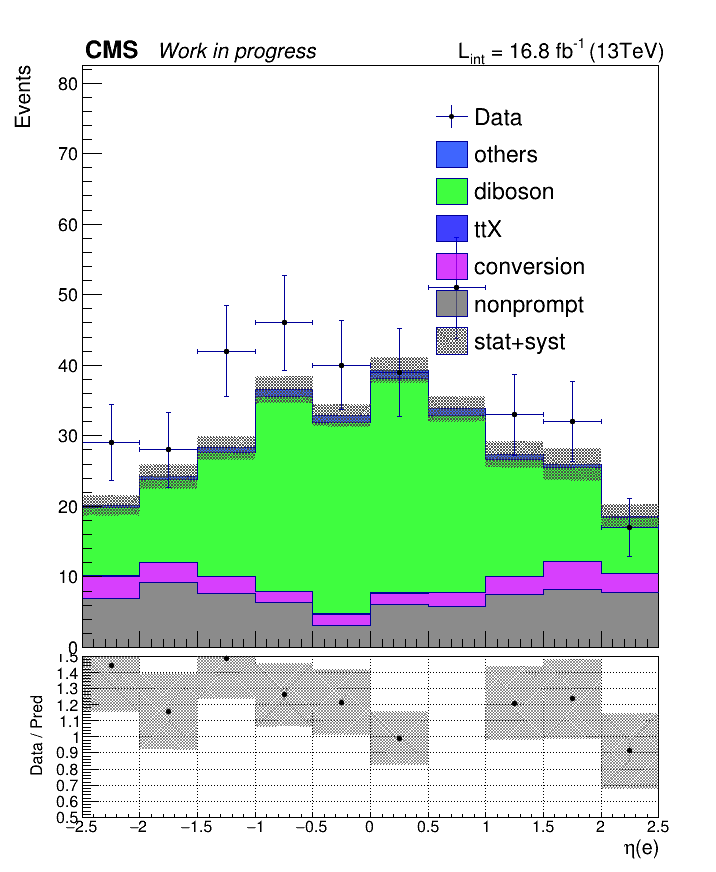 CMS Work in progress L_int = 16.8 fb^-1 (13TeV)
Events
80
70
60
50
40
30
20
10
0
Data
others
diboson
ttX
conversion
nonprompt
stat+syst
Data / Pred
1.5
1.4
1.3
1.2
1.1
1
0.9
0.8
0.7
0.6
0.5
−2.5 −2 −1.5 −1 −0.5 0 0.5 1 1.5 2 2.5
η(e)